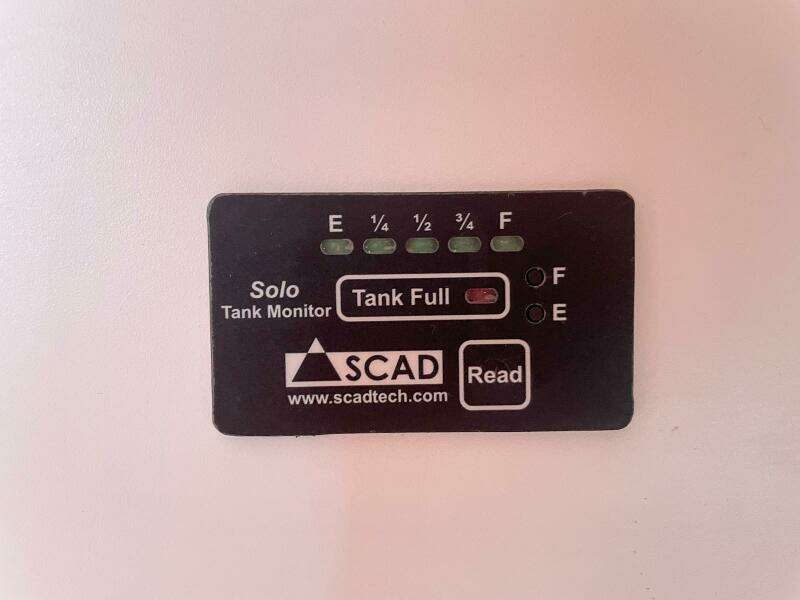 E ¼ ½ ¾ F
Solo
Tank Monitor
Tank Full
F
E
SCAD
www.scadtech.com
Read